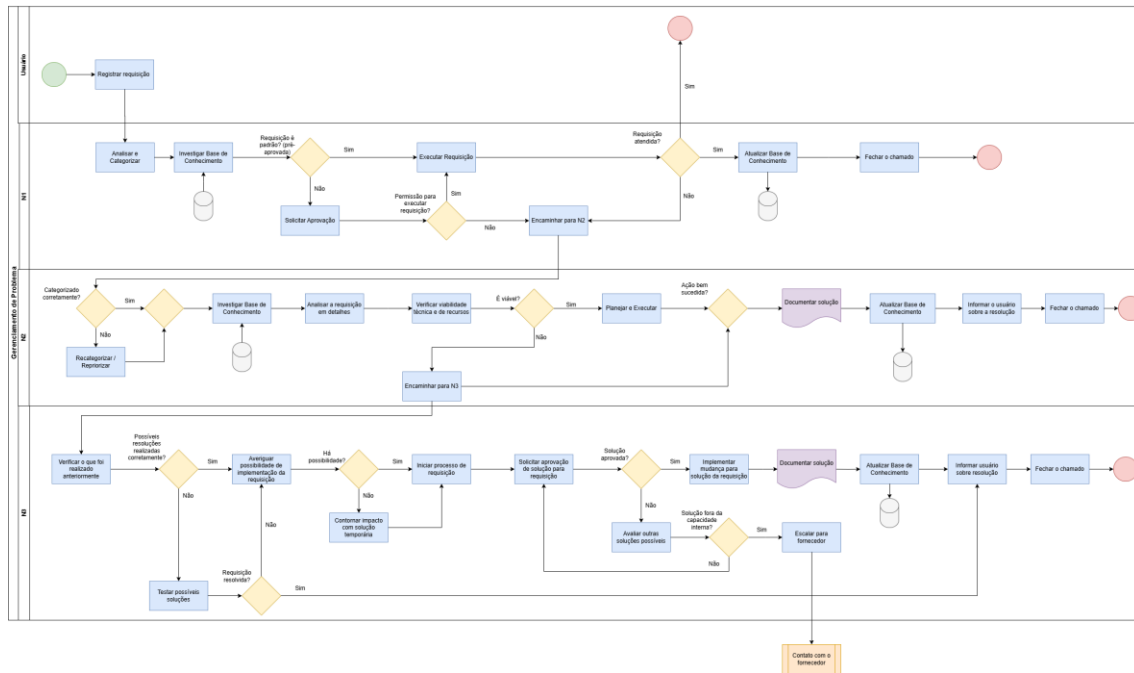 Gerenciamento de Problema
Usuário
Registrar requisição
Sim
N1
Analisar e
Categorizar
Investigar Base de
Conhecimento
Requisição é
padrão? (pré-
aprovada)
Sim
Não
Executar Requisição
Solicitar Aprovação
Permissão para
executar
requisição?
Sim
Não
Encaminhar para N2
Requisição
atendida?
Sim
Não
Atualizar Base de
Conhecimento
Fechar o chamado
N2
Categorizado
corretamente?
Sim
Não
Recategorizar /
Repriorizar
Investigar Base de
Conhecimento
Analisar a requisição
em detalhes
Verificar viabilidade
técnica e de recursos
É viável?
Sim
Não
Encaminhar para N3
Planejar e Executar
Ação bem
sucedida?
Documentar solução
Atualizar Base de
Conhecimento
Informar o usuário
sobre a resolução
Fechar o chamado
N3
Verificar o que foi
realizado
anteriormente
Possíveis
resoluções
realizadas
corretamente?
Sim
Não
Testar possíveis
soluções
Requisição
resolvida?
Não
Sim
Averiguar
possibilidade de
implementação da
requisição
Há
possibilidade?
Sim
Não
Contornar impacto
com solução
temporária
Iniciar processo de
requisição
Solicitar aprovação
de solução para
requisição
Solução
aprovada?
Sim
Não
Avaliar outras
soluções possíveis
Solução fora da
capacidade
interna?
Sim
Não
Escalar para
fornecedor
Implementar
mudança para
solução da requisição
Documentar solução
Atualizar Base de
Conhecimento
Informar usuário
sobre resolução
Fechar o chamado
Contato com o
fornecedor